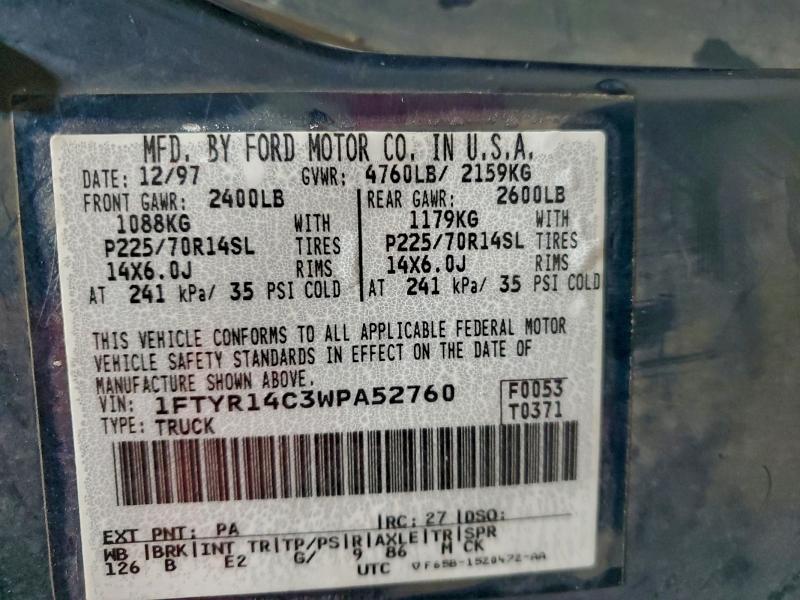 MFD. BY FORD MOTOR CO. IN U.S.A.
DATE: 12/97 GVWR: 4760LB/ 2159KG
FRONT GAWR: 2400LB REAR GAWR: 2600LB
1088KG WITH 1179KG WITH
P225/70R14SL TIRES P225/70R14SL TIRES
14X6.0J RIMS 14X6.0J RIMS
AT 241 kPa/ 35 PSI COLD AT 241 kPa/ 35 PSI COLD
THIS VEHICLE CONFORMS TO ALL APPLICABLE FEDERAL MOTOR
VEHICLE SAFETY STANDARDS IN EFFECT ON THE DATE OF
MANUFACTURE SHOWN ABOVE.
VIN: 1FTYR14C3WPA52760 F0053
TYPE: TRUCK T0371
EXT PNT: PA RC: 27 DSO:
WB BRK INT TR TP/PS R AXLE TR SPR
126 B E2 G/ 9 86 M CK
UTC F65B-1520472-AA